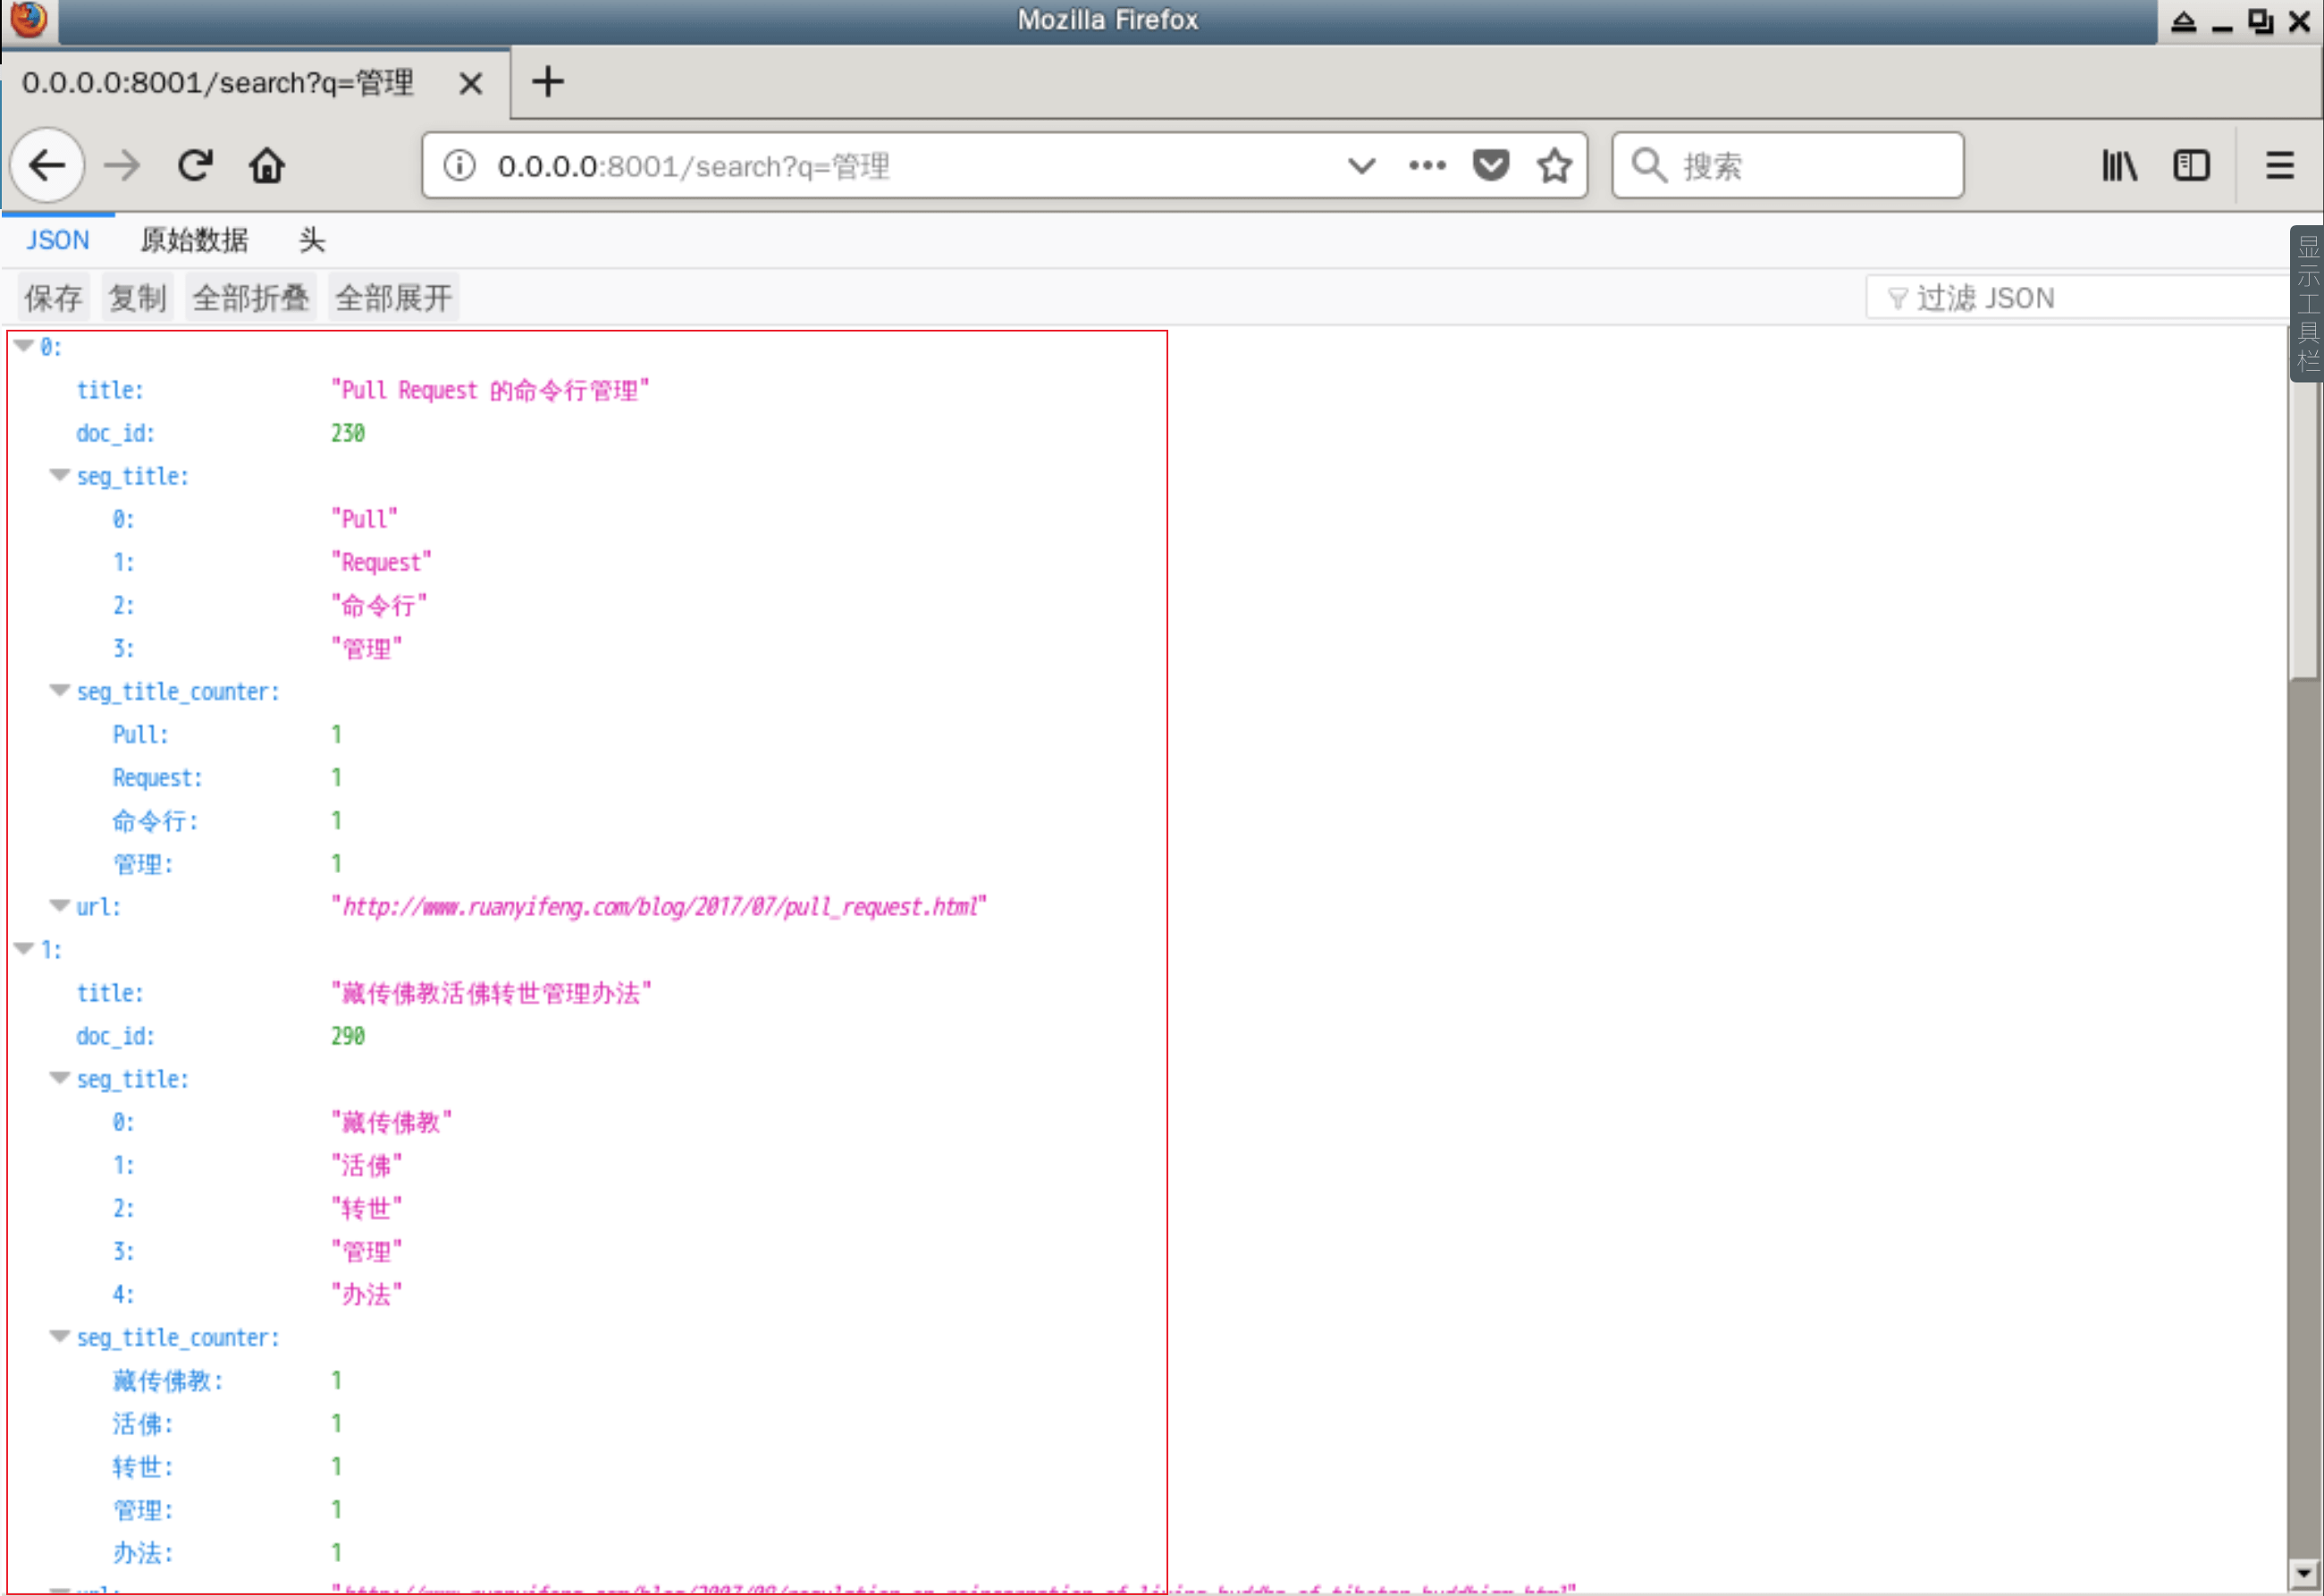 Mozilla Firefox
0.0.0.0:8001/search?q=管理
0.0.0.0:8001/search?q=管理 搜索
JSON 原始数据 头
保存 复制 全部折叠 全部展开 过滤 JSON
显示工具栏
0:
title: "Pull Request 的命令行管理"
doc_id: 230
seg_title:
0: "Pull"
1: "Request"
2: "命令行"
3: "管理"
seg_title_counter:
Pull: 1
Request: 1
命令行: 1
管理: 1
url: "http://www.ruanyifeng.com/blog/2017/07/pull_request.html"
1:
title: "藏传佛教活佛转世管理办法"
doc_id: 290
seg_title:
0: "藏传佛教"
1: "活佛"
2: "转世"
3: "管理"
4: "办法"
seg_title_counter:
藏传佛教: 1
活佛: 1
转世: 1
管理: 1
办法: 1